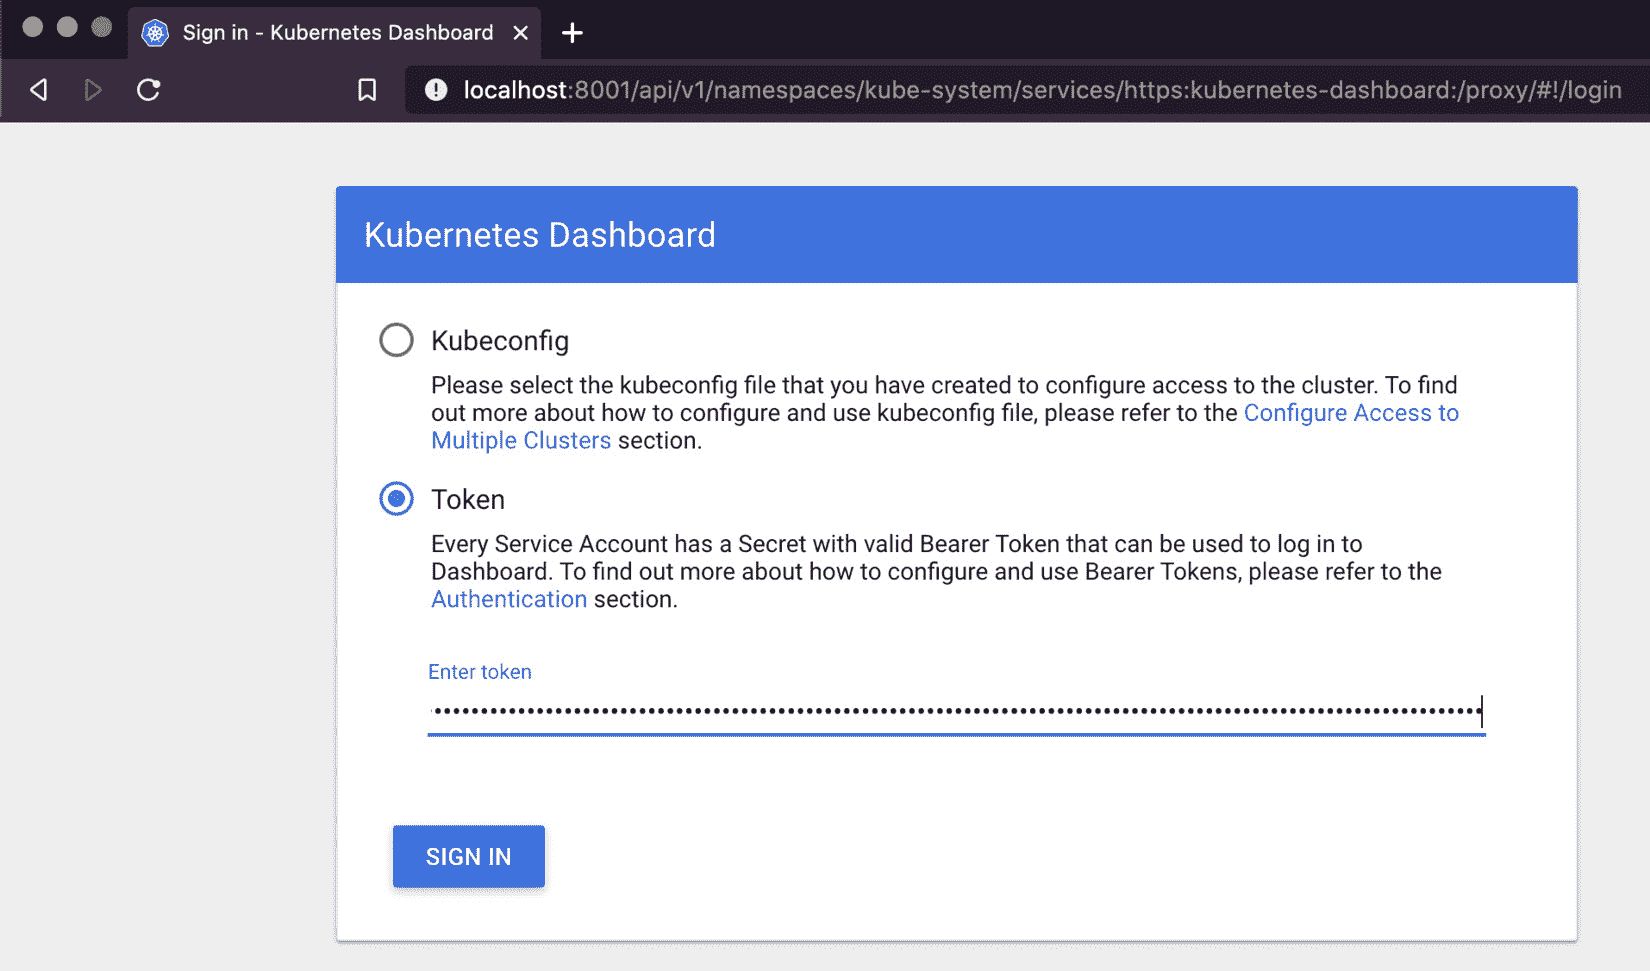 Sign in - Kubernetes Dashboard
localhost:8001/api/v1/namespaces/kube-system/services/https:kubernetes-dashboard:/proxy/#!/login
Kubernetes Dashboard
Kubeconfig
Please select the kubeconfig file that you have created to configure access to the cluster. To find
out more about how to configure and use kubeconfig file, please refer to the Configure Access to
Multiple Clusters section.
Token
Every Service Account has a Secret with valid Bearer Token that can be used to log in to
Dashboard. To find out more about how to configure and use Bearer Tokens, please refer to the
Authentication section.
Enter token
SIGN IN